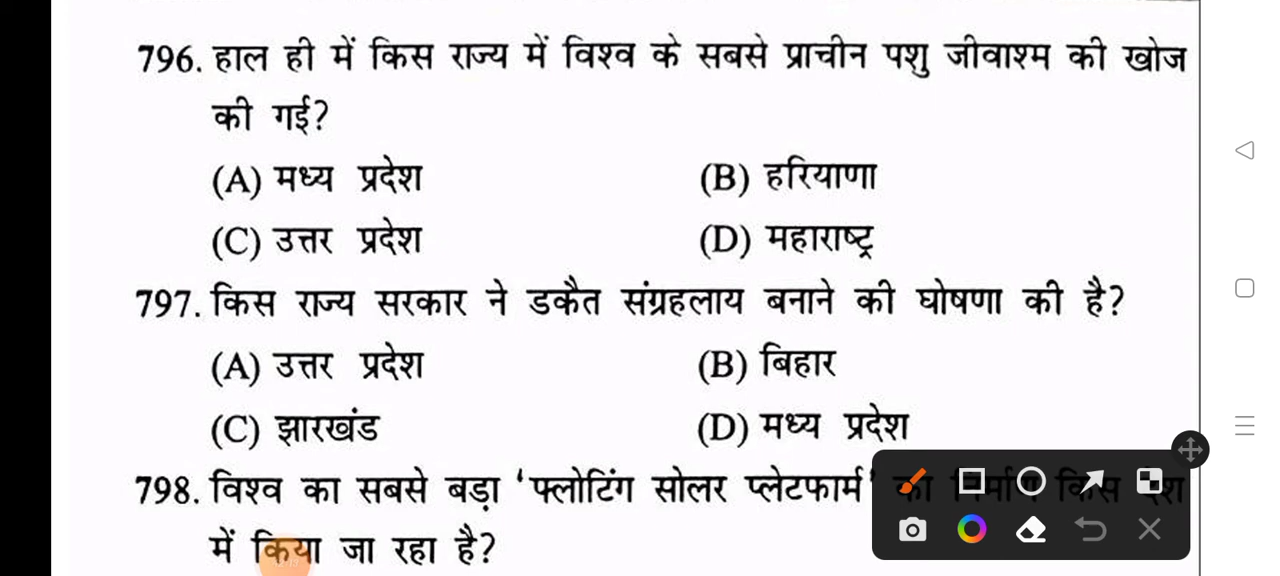 796. हाल ही में किस राज्य में विश्व के सबसे प्राचीन पशु जीवाश्म की खोज
की गई?
(A) मध्य प्रदेश (B) हरियाणा
(C) उत्तर प्रदेश (D) महाराष्ट्र
797. किस राज्य सरकार ने डकैत संग्रहलाय बनाने की घोषणा की है?
(A) उत्तर प्रदेश (B) बिहार
(C) झारखंड (D) मध्य प्रदेश
798. विश्व का सबसे बड़ा 'फ्लोटिंग सोलर प्लेटफार्म' का निर्माण किस देश
में किया जा रहा है?